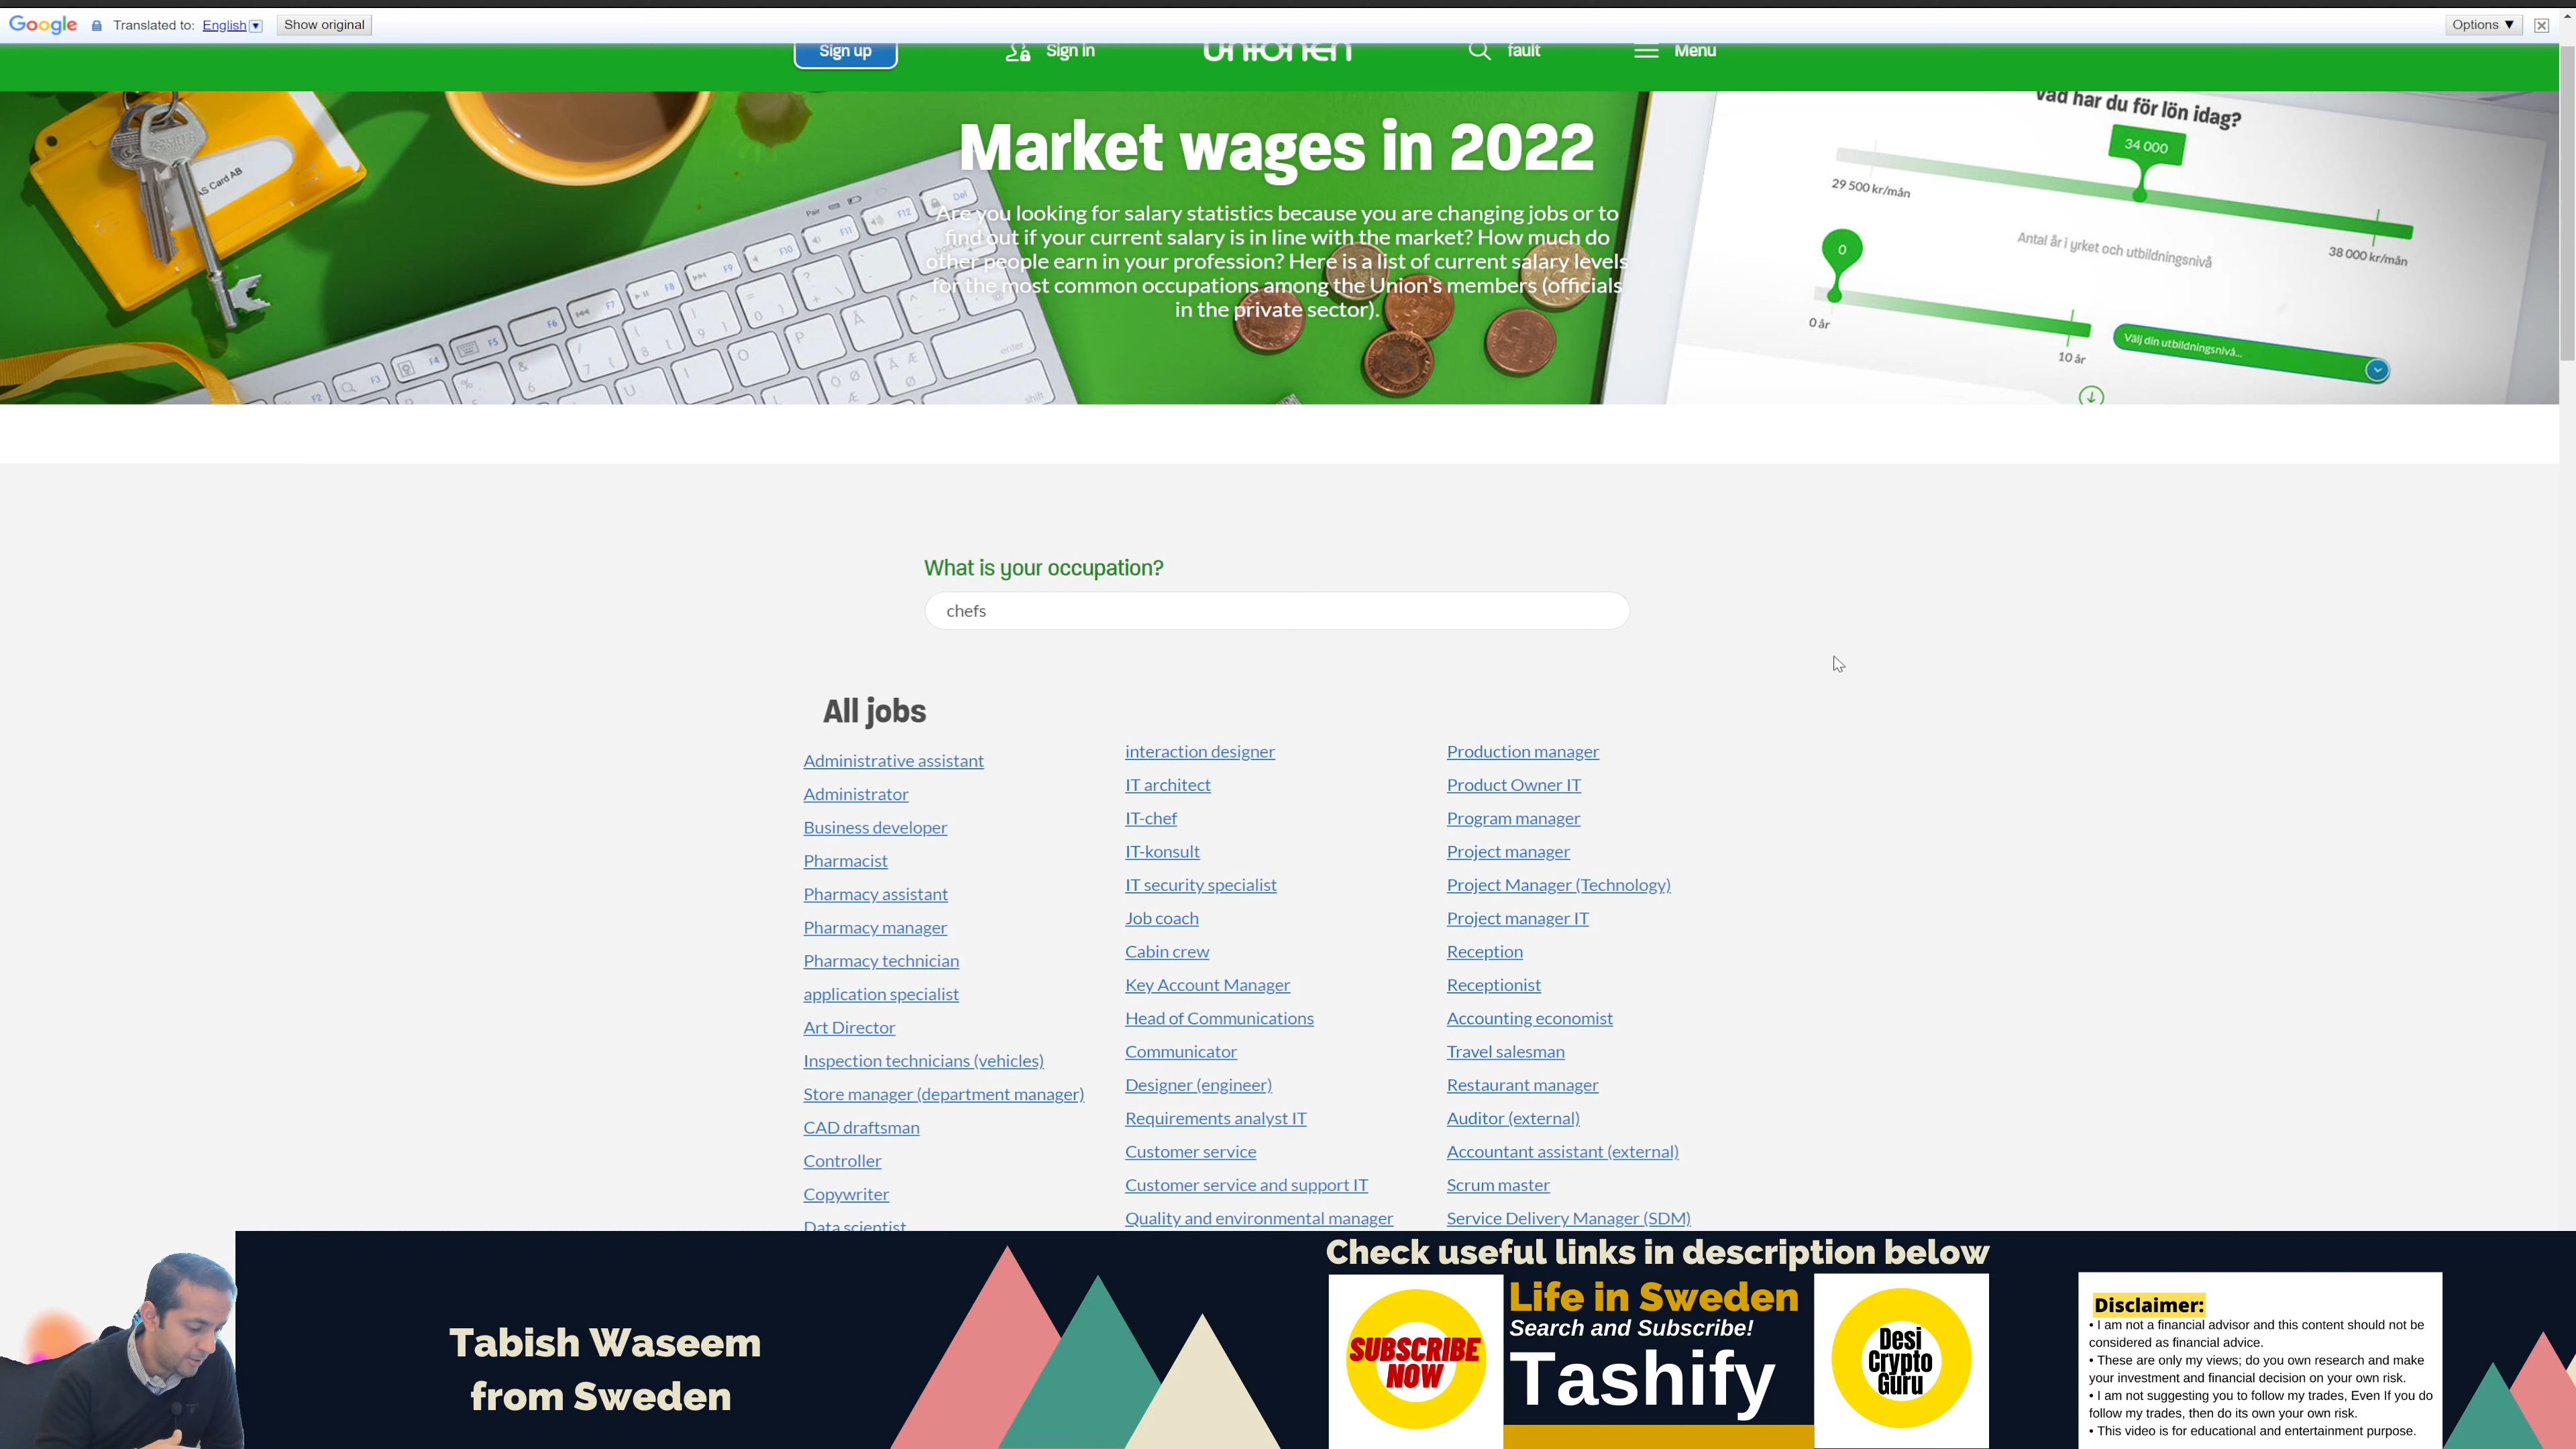 Google Translated to: English Show original Options ▼
Sign up Sign in unionen fault Menu
Market wages in 2022
Are you looking for salary statistics because you are changing jobs or to
find out if your current salary is in line with the market? How much do
other people earn in your profession? Here is a list of current salary levels
for the most common occupations among the Union's members (officials
in the private sector).
AS Card AB
Vad har du för lön idag?
34 000
29 500 kr/mån
38 000 kr/mån
Antal år i yrket och utbildningsnivå
0
0 år
10 år
Välj din utbildningsnivå...
What is your occupation?
chefs
All jobs
Administrative assistant
Administrator
Business developer
Pharmacist
Pharmacy assistant
Pharmacy manager
Pharmacy technician
application specialist
Art Director
Inspection technicians (vehicles)
Store manager (department manager)
CAD draftsman
Controller
Copywriter
Data scientist
interaction designer
IT architect
IT-chef
IT-konsult
IT security specialist
Job coach
Cabin crew
Key Account Manager
Head of Communications
Communicator
Designer (engineer)
Requirements analyst IT
Customer service
Customer service and support IT
Quality and environmental manager
Production manager
Product Owner IT
Program manager
Project manager
Project Manager (Technology)
Project manager IT
Reception
Receptionist
Accounting economist
Travel salesman
Restaurant manager
Auditor (external)
Accountant assistant (external)
Scrum master
Service Delivery Manager (SDM)
Tabish Waseem
from Sweden
Check useful links in description below
SUBSCRIBE
NOW
Life in Sweden
Search and Subscribe!
Tashify
Desi
Crypto
Guru
Disclaimer:
• I am not a financial advisor and this content should not be
considered as financial advice.
• These are only my views; do you own research and make
your investment and financial decision on your own risk.
• I am not suggesting you to follow my trades, Even If you do
follow my trades, then do its own your own risk.
• This video is for educational and entertainment purpose.